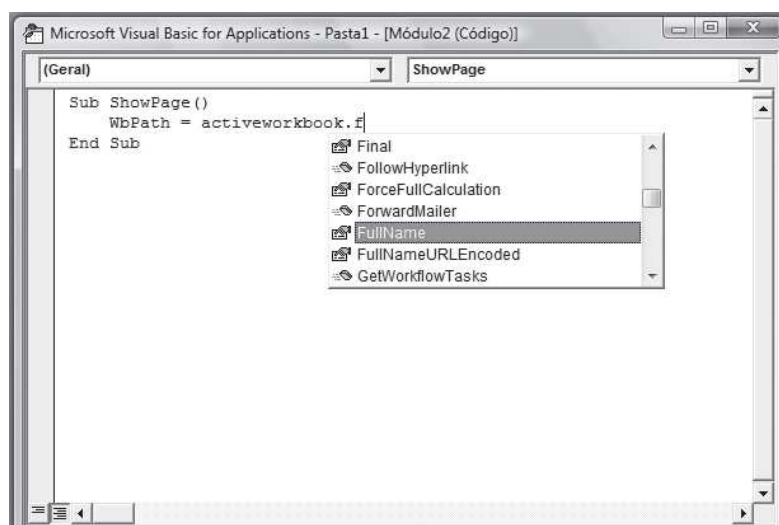 Microsoft Visual Basic for Applications - Pasta1 - [Módulo2 (Código)]
(Geral) ShowPage
Sub ShowPage()
WbPath = activeworkbook.f
End Sub
Final
FollowHyperlink
ForceFullCalculation
ForwardMailer
FullName
FullNameURLEncoded
GetWorkflowTasks